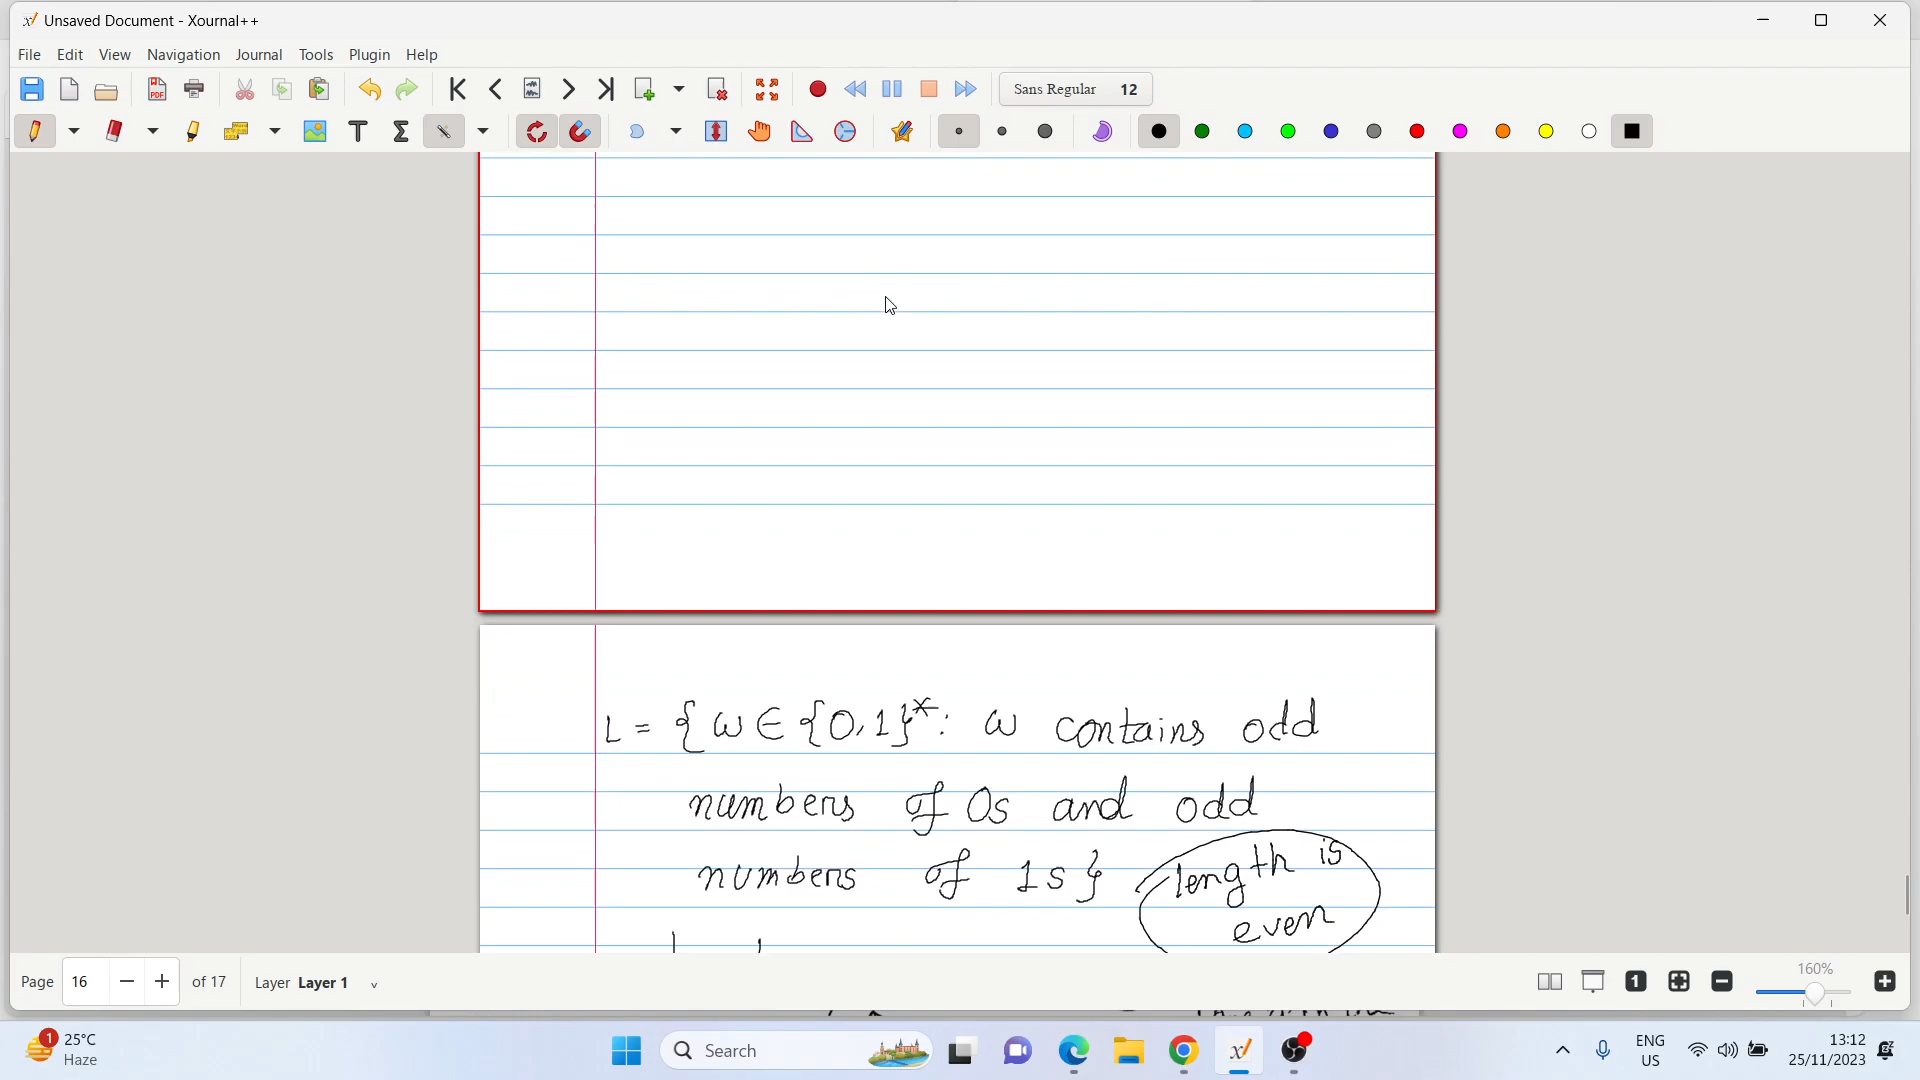 Unsaved Document - Xournal++
File Edit View Navigation Journal Tools Plugin Help
PDF Sans Regular 12
L = {ω ∈ {0,1}*: ω contains odd
numbers of 0s and odd
numbers of 1s}
length is
even
Page 16 of 17 Layer Layer 1 160%
1 25°C
Haze
Search
ENG
US
13:12
25/11/2023